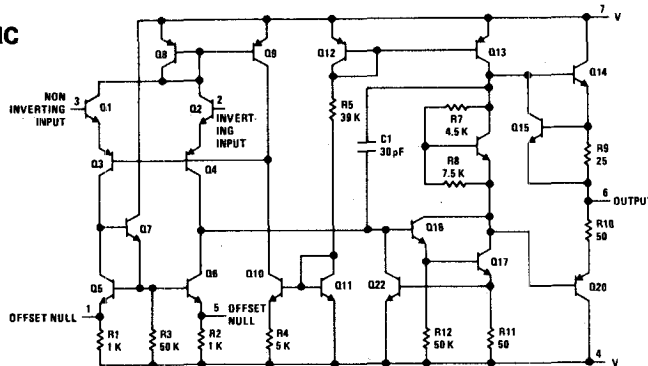 IC
7 V
Q8
Q9
Q12
Q13
Q14
NON
INVERTING
INPUT
3
Q1
Q2
2
INVERT-
ING
INPUT
R5
39 K
C1
30pF
R7
4.5 K
R8
7.5 K
Q15
R9
25
Q3
Q4
6
OUTPUT
R10
50
Q7
Q16
Q5
Q6
Q10
Q11
Q22
Q17
Q20
OFFSET NULL
1
5 OFFSET
NULL
R1
1 K
R3
50 K
R2
1 K
R4
5 K
R12
50K
R11
50
4
V